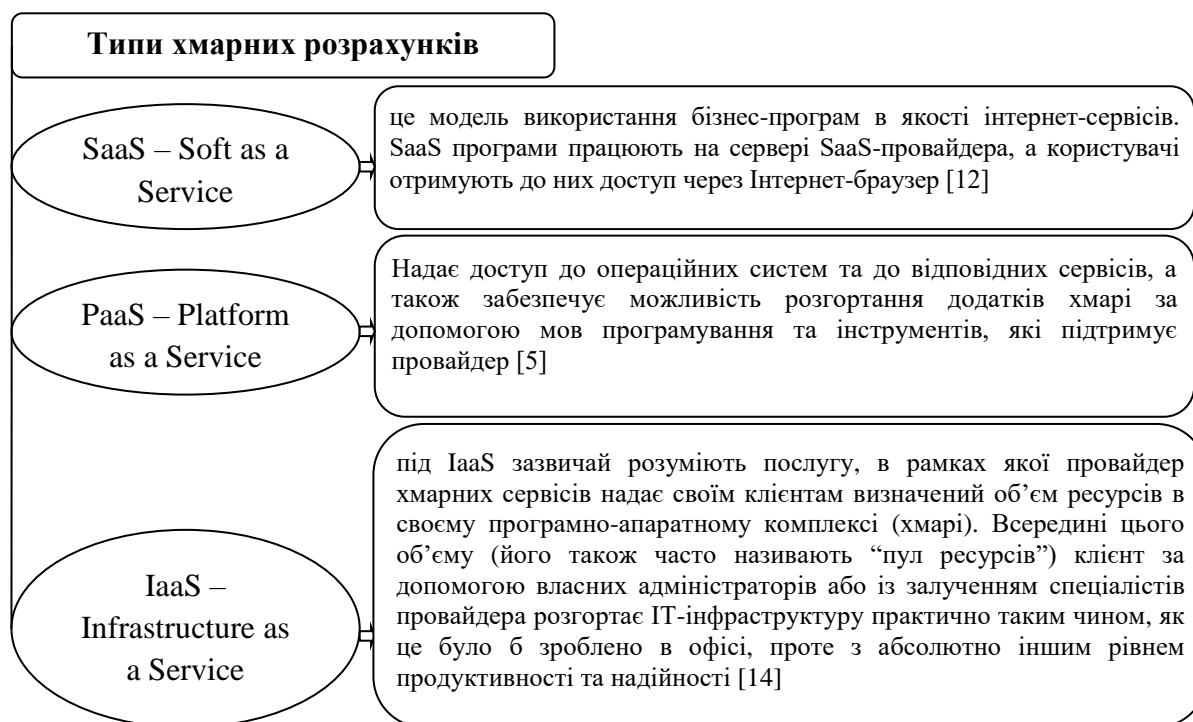 Типи хмарних розрахунків
SaaS – Soft as a
Service
це модель використання бізнес-програм в якості інтернет-сервісів.
SaaS програми працюють на сервері SaaS-провайдера, а користувачі
отримують до них доступ через Інтернет-браузер [12]
PaaS – Platform
as a Service
Надає доступ до операційних систем та до відповідних сервісів, а
також забезпечує можливість розгортання додатків хмарі за
допомогою мов програмування та інструментів, які підтримує
провайдер [5]
IaaS –
Infrastructure as
a Service
під IaaS зазвичай розуміють послугу, в рамках якої провайдер
хмарних сервісів надає своїм клієнтам визначений об’єм ресурсів в
своєму програмно-апаратному комплексі (хмарі). Всередині цього
об’єму (його також часто називають “пул ресурсів”) клієнт за
допомогою власних адміністраторів або із залученням спеціалістів
провайдера розгортає ІТ-інфраструктуру практично таким чином, як
це було б зроблено в офісі, проте з абсолютно іншим рівнем
продуктивності та надійності [14]